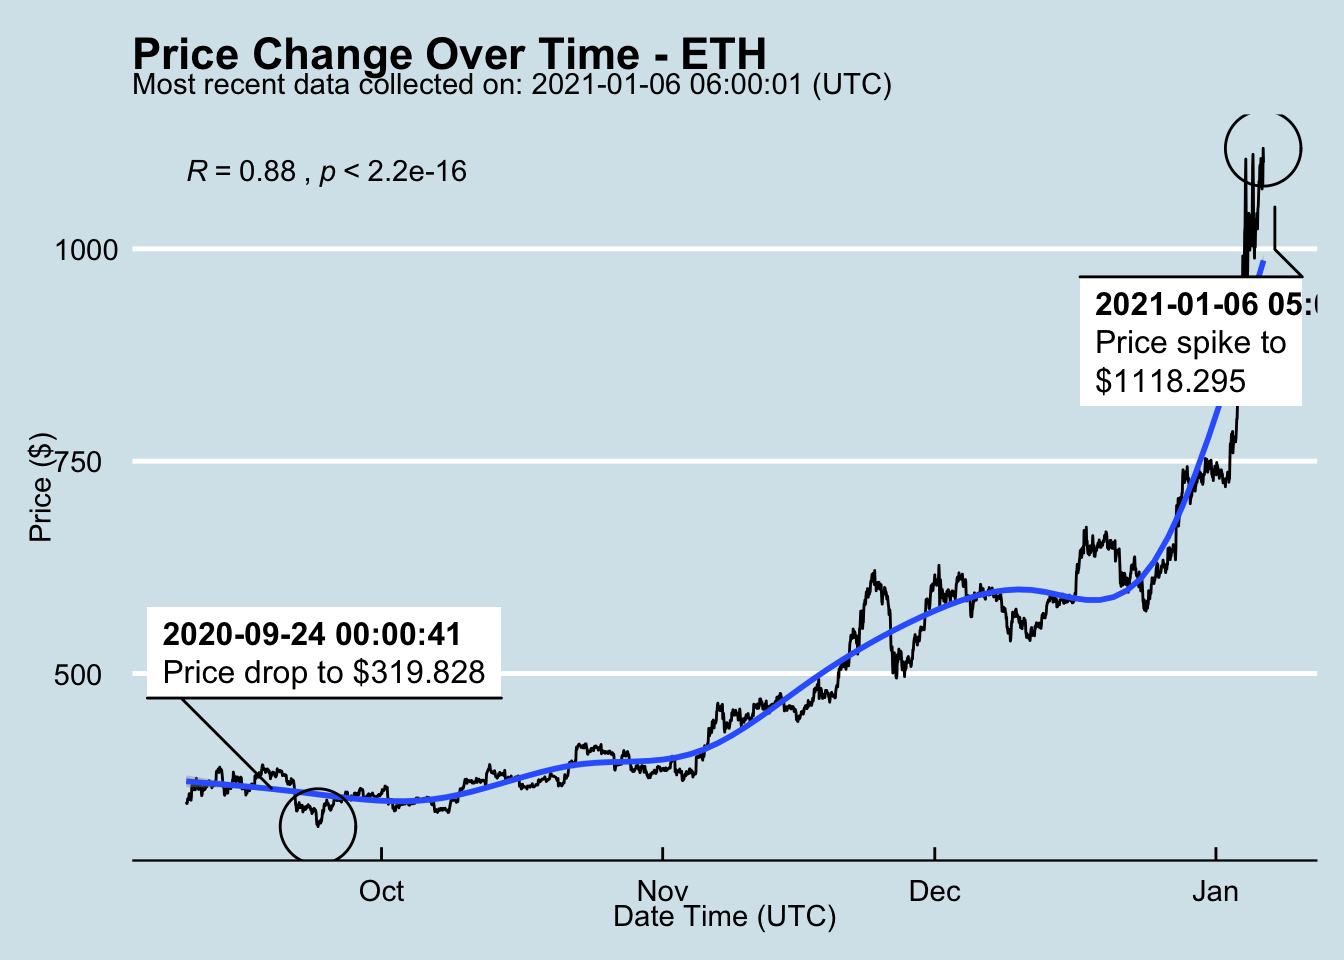 Price Change Over Time - ETH
Most recent data collected on: 2021-01-06 06:00:01 (UTC)
R = 0.88 , p < 2.2e-16
1000
750
500
Price ($)
2021-01-06 05:
Price spike to
$1118.295
2020-09-24 00:00:41
Price drop to $319.828
Oct
Nov
Dec
Jan
Date Time (UTC)